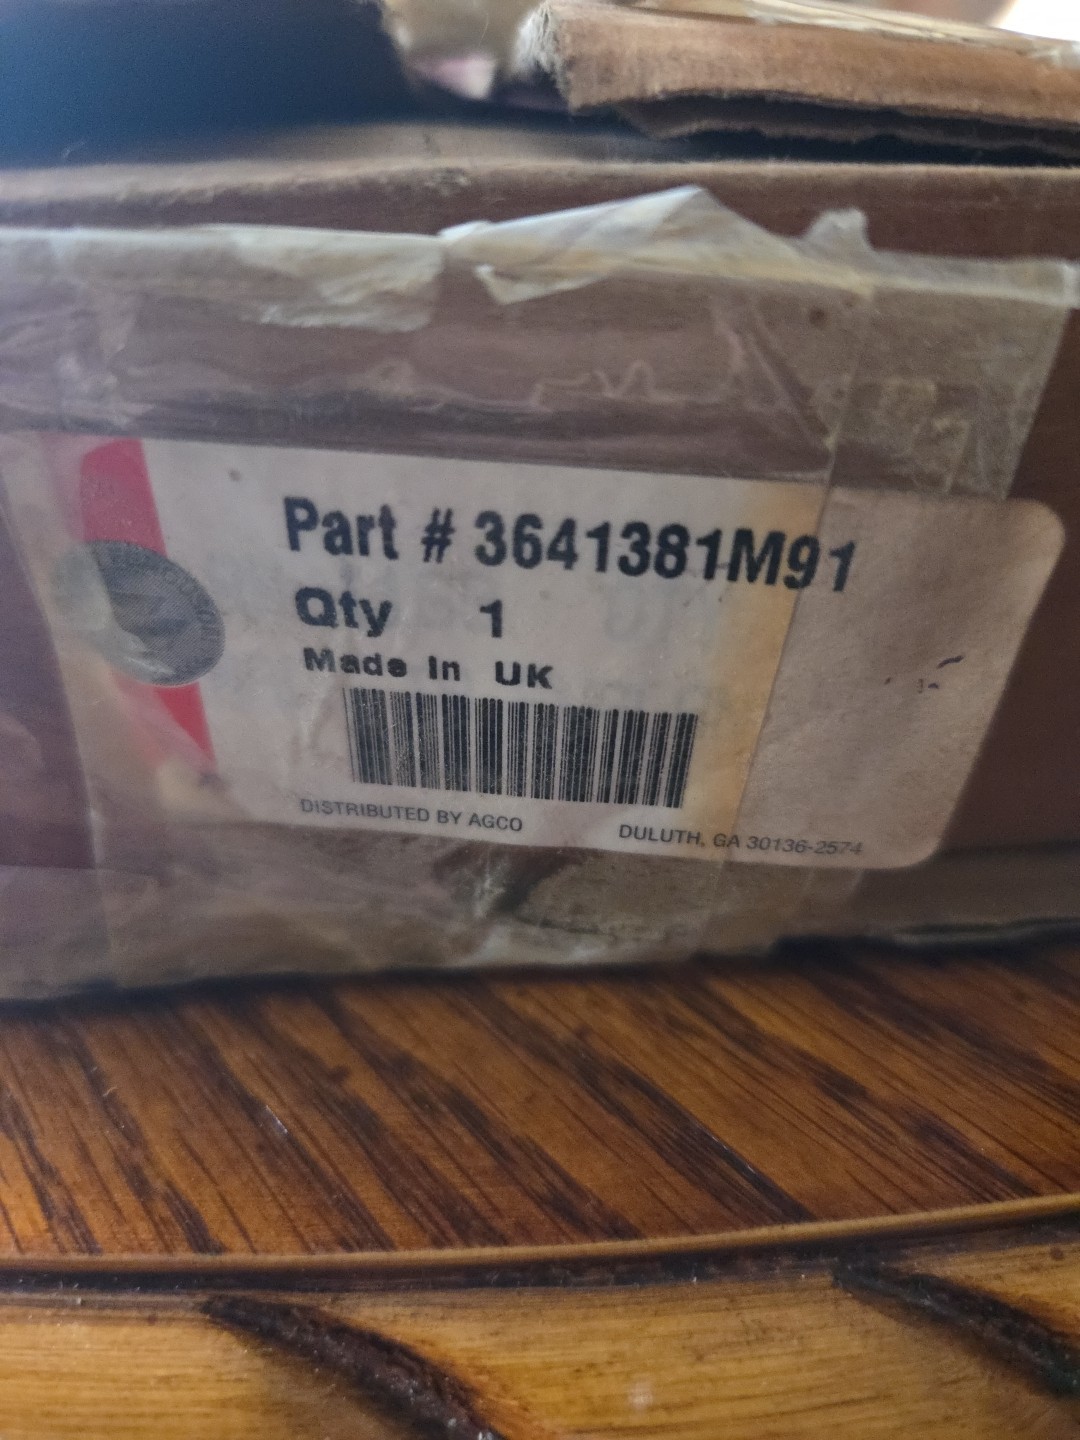 Part # 3641381M91
Qty 1
Made In UK
DISTRIBUTED BY AGCO DULUTH, GA 30136-2574